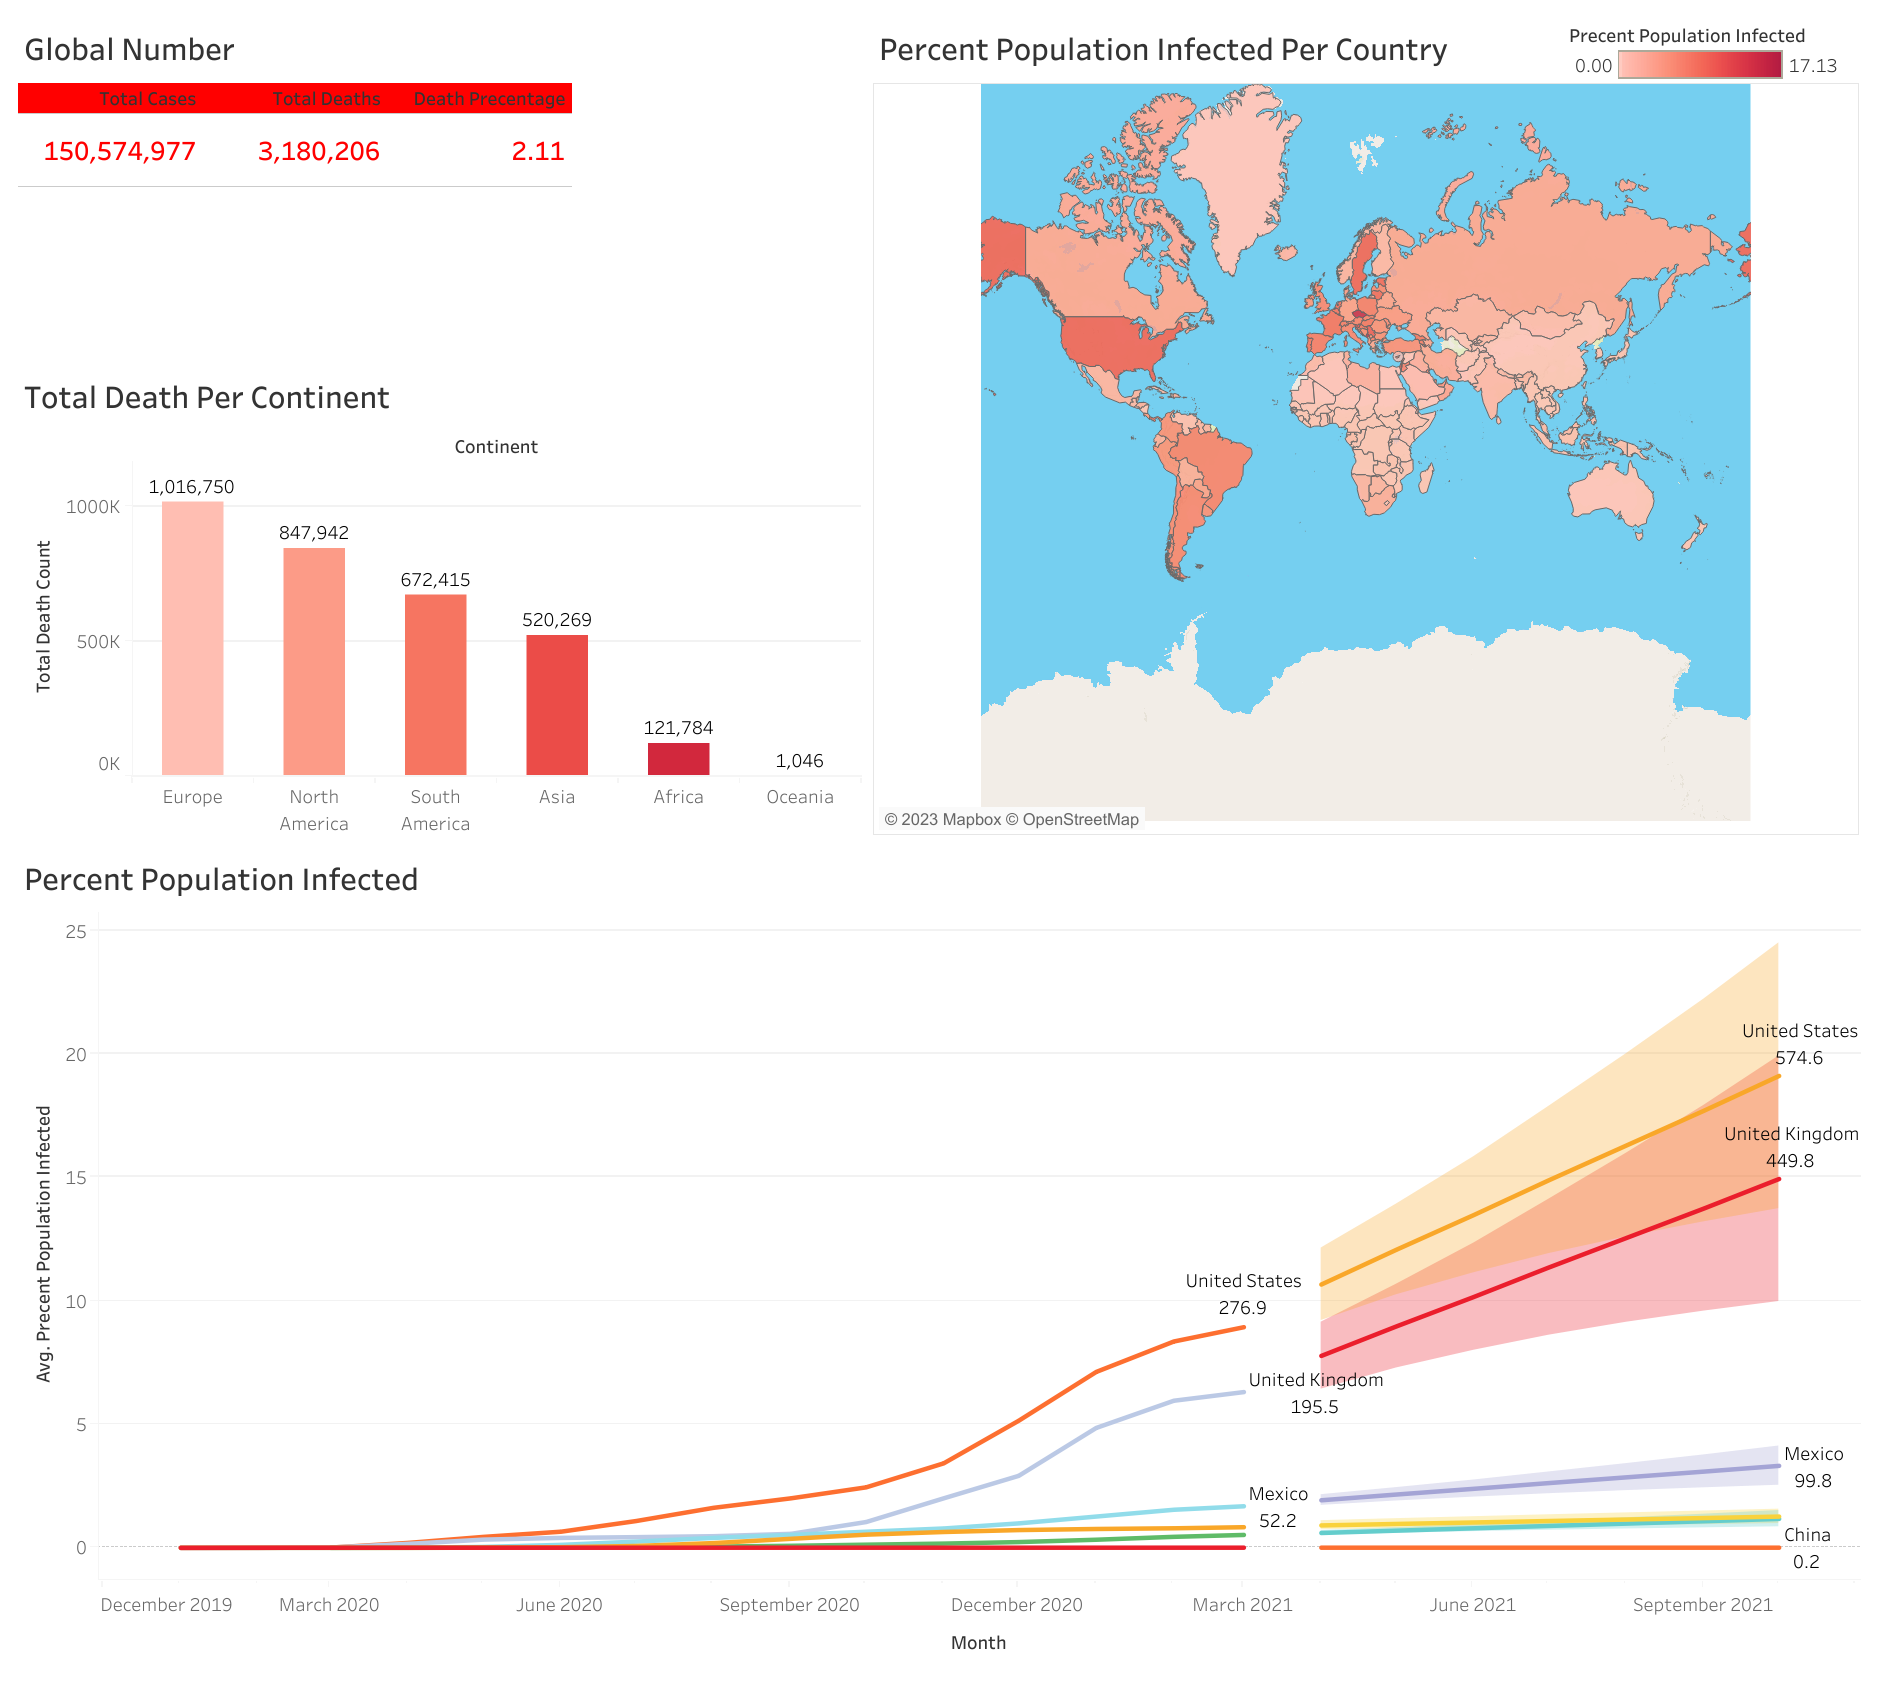 Global Number
Total Cases Total Deaths Death Precentage
150,574,977 3,180,206 2.11
Percent Population Infected Per Country
Precent Population Infected
0.00 17.13
© 2023 Mapbox © OpenStreetMap
Total Death Per Continent
Continent
Total Death Count
1000K
500K
0K
1,016,750
847,942
672,415
520,269
121,784
1,046
Europe
North
America
South
America
Asia
Africa
Oceania
Percent Population Infected
Avg. Precent Population Infected
25
20
15
10
5
0
United States
574.6
United Kingdom
449.8
United States
276.9
United Kingdom
195.5
Mexico
99.8
Mexico
52.2
China
0.2
December 2019 March 2020 June 2020 September 2020 December 2020 March 2021 June 2021 September 2021
Month